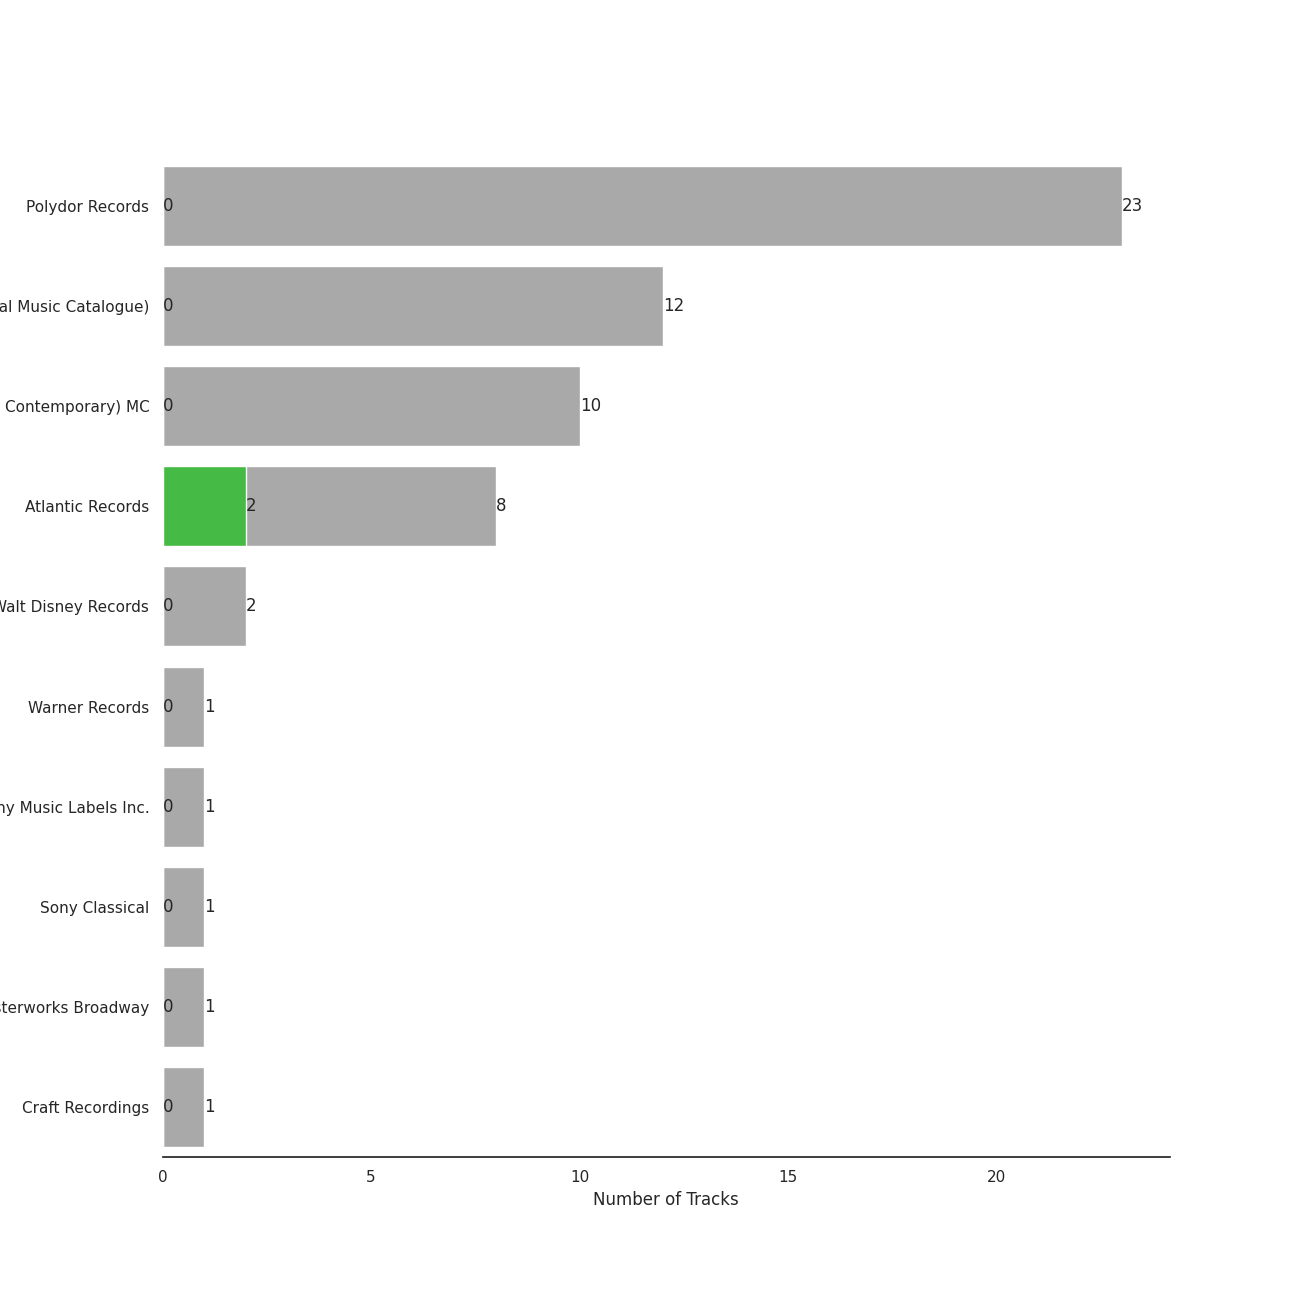 Polydor Records 0 23
al Music Catalogue) 0 12
Contemporary) MC 0 10
Atlantic Records 2 8
Walt Disney Records 0 2
Warner Records 0 1
ny Music Labels Inc. 0 1
Sony Classical 0 1
sterworks Broadway 0 1
Craft Recordings 0 1
0 5 10 15 20
Number of Tracks